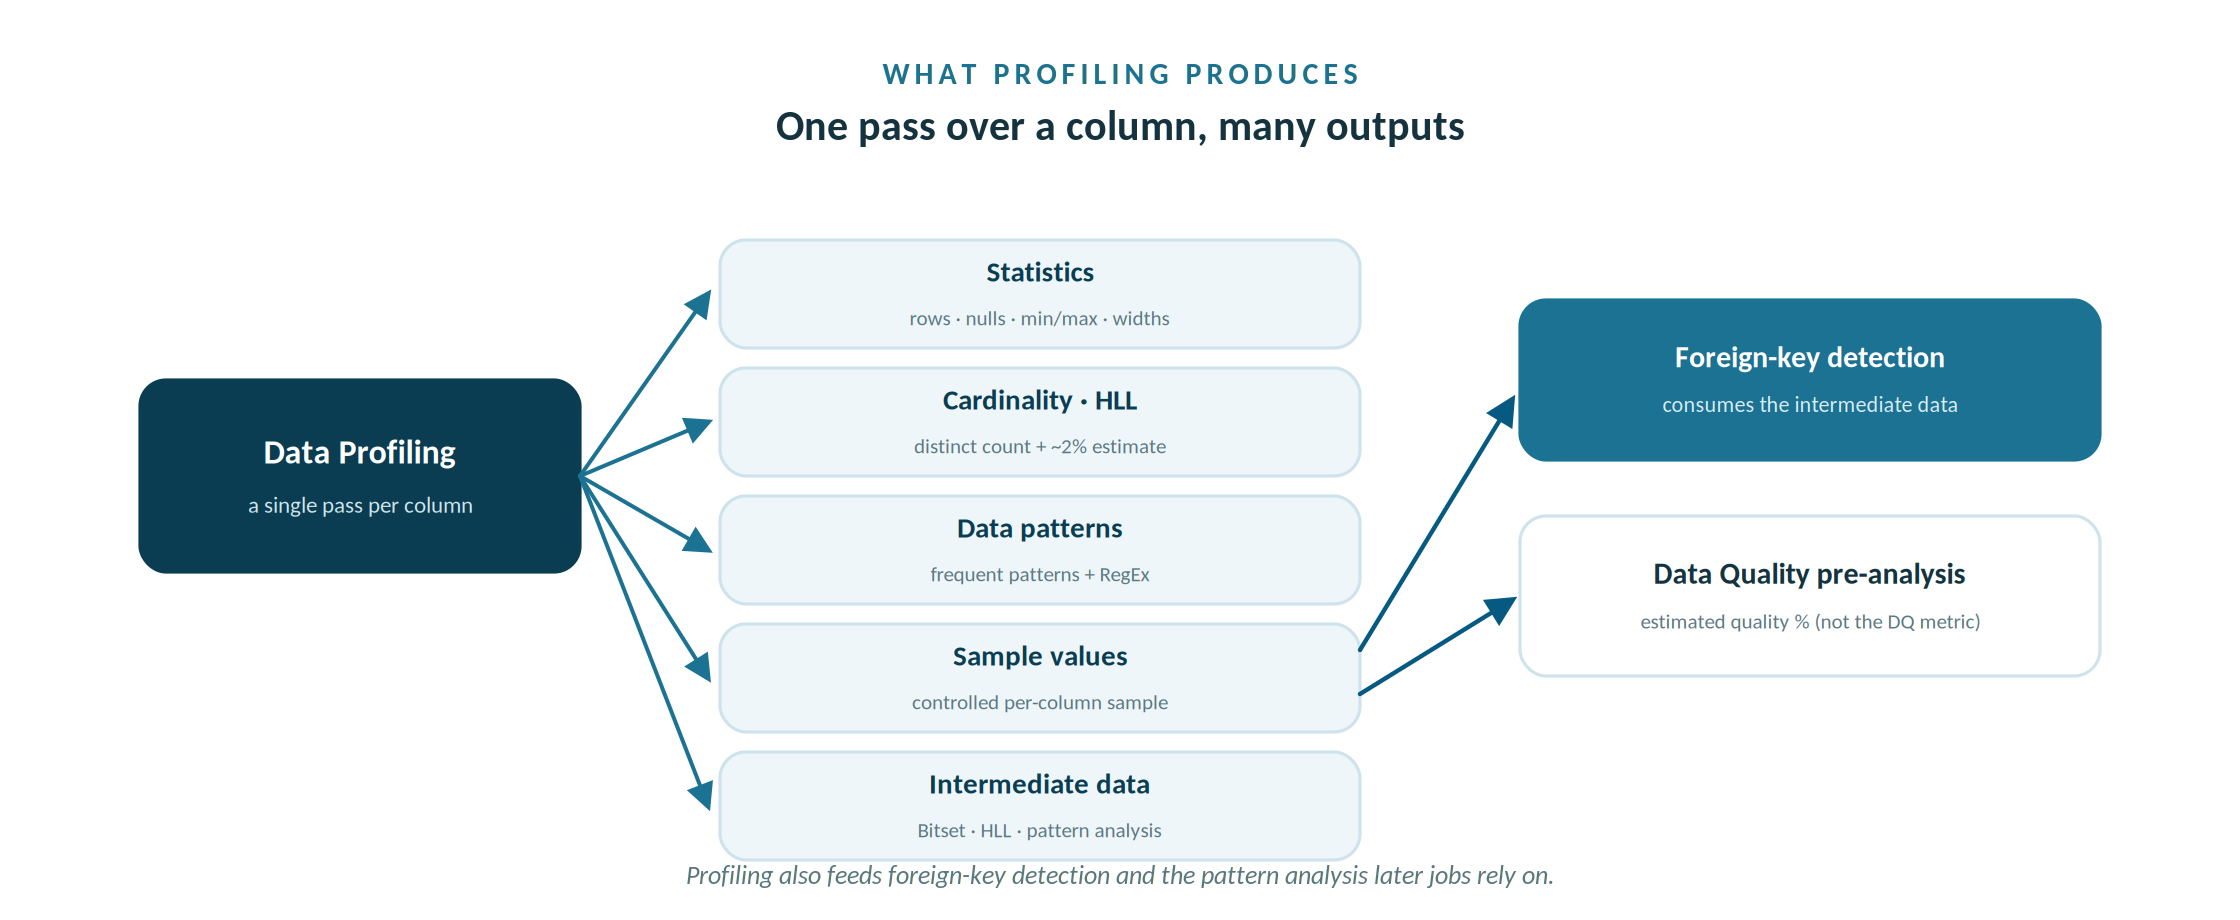 WHAT PROFILING PRODUCES
One pass over a column, many outputs
Data Profiling
a single pass per column
Statistics
rows · nulls · min/max · widths
Cardinality · HLL
distinct count + ~2% estimate
Data patterns
frequent patterns + RegEx
Sample values
controlled per-column sample
Intermediate data
Bitset · HLL · pattern analysis
Foreign-key detection
consumes the intermediate data
Data Quality pre-analysis
estimated quality % (not the DQ metric)
Profiling also feeds foreign-key detection and the pattern analysis later jobs rely on.